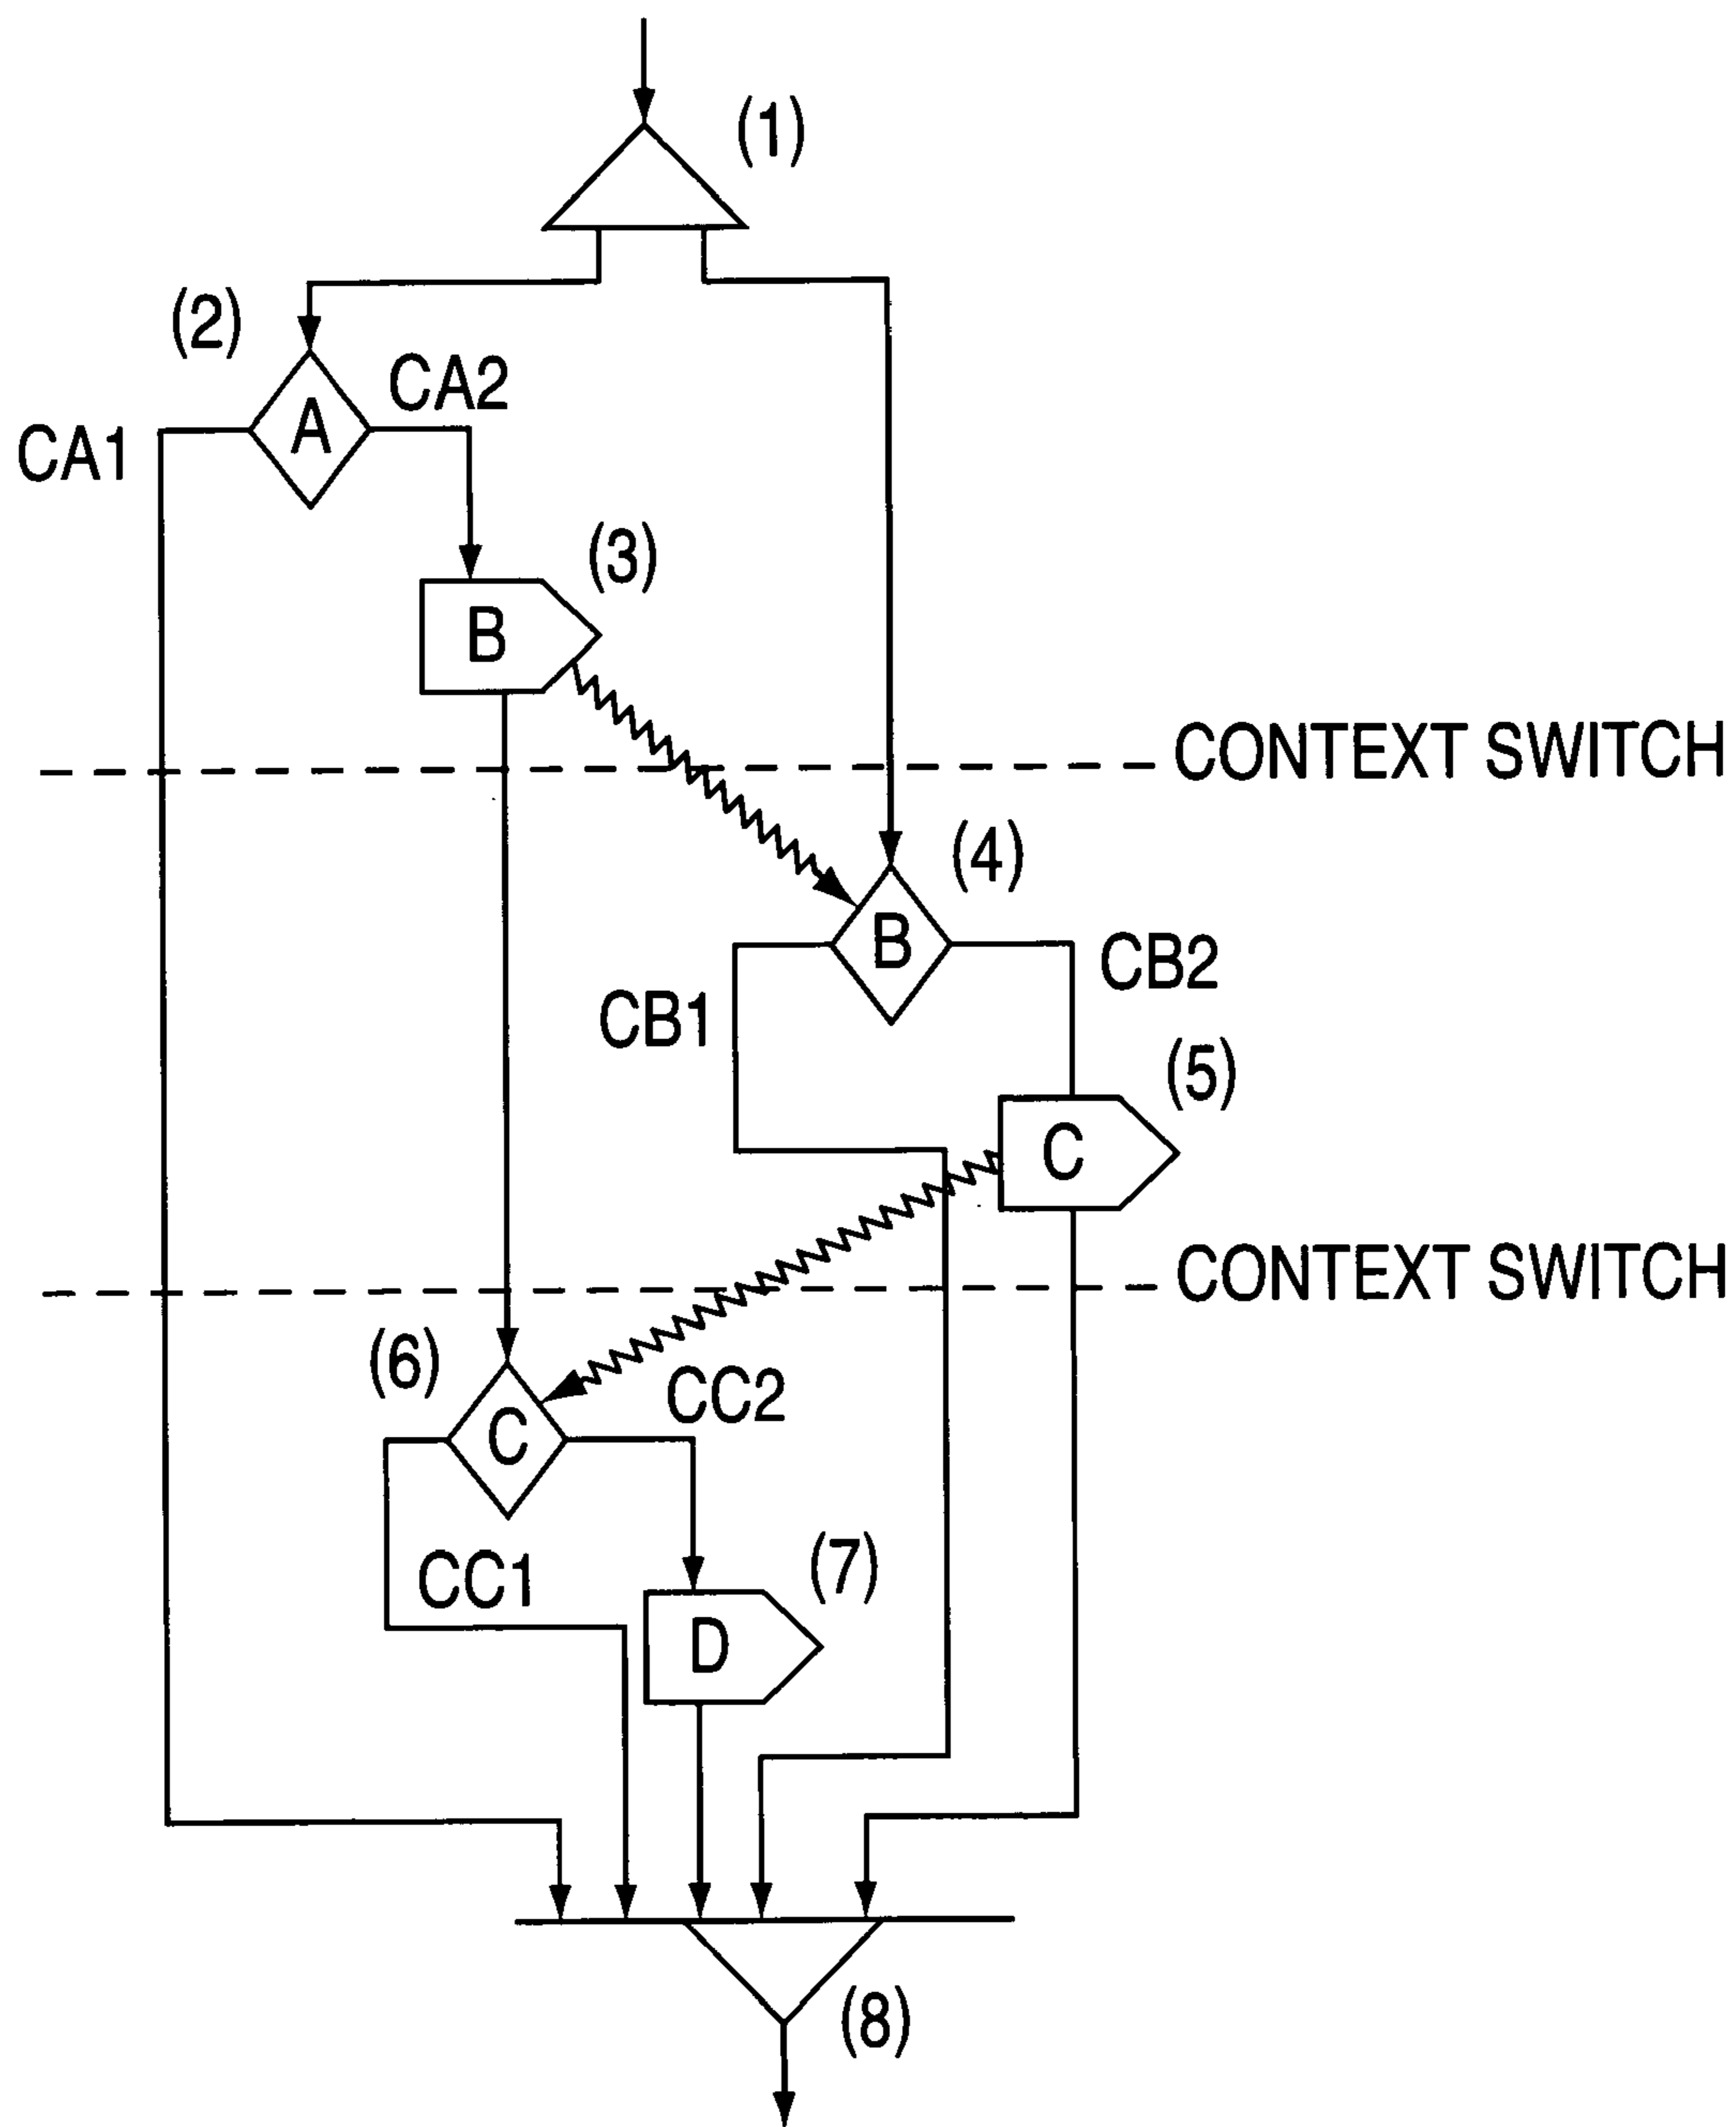 (1)
(2)
CA2
A
CA1
(3)
B
CONTEXT SWITCH
(4)
B
CB2
CB1
(5)
C
CONTEXT SWITCH
(6)
CC2
C
(7)
CC1
D
(8)